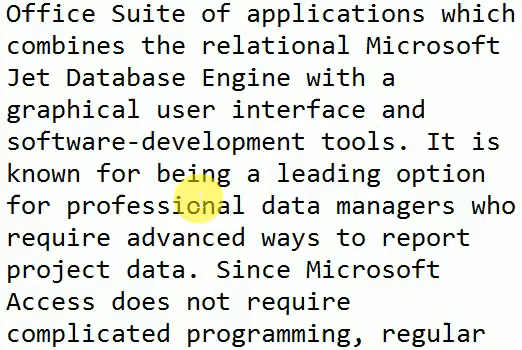 Office Suite of applications which
combines the relational Microsoft
Jet Database Engine with a
graphical user interface and
software-development tools. It is
known for being a leading option
for professional data managers who
require advanced ways to report
project data. Since Microsoft
Access does not require
complicated programming, regular